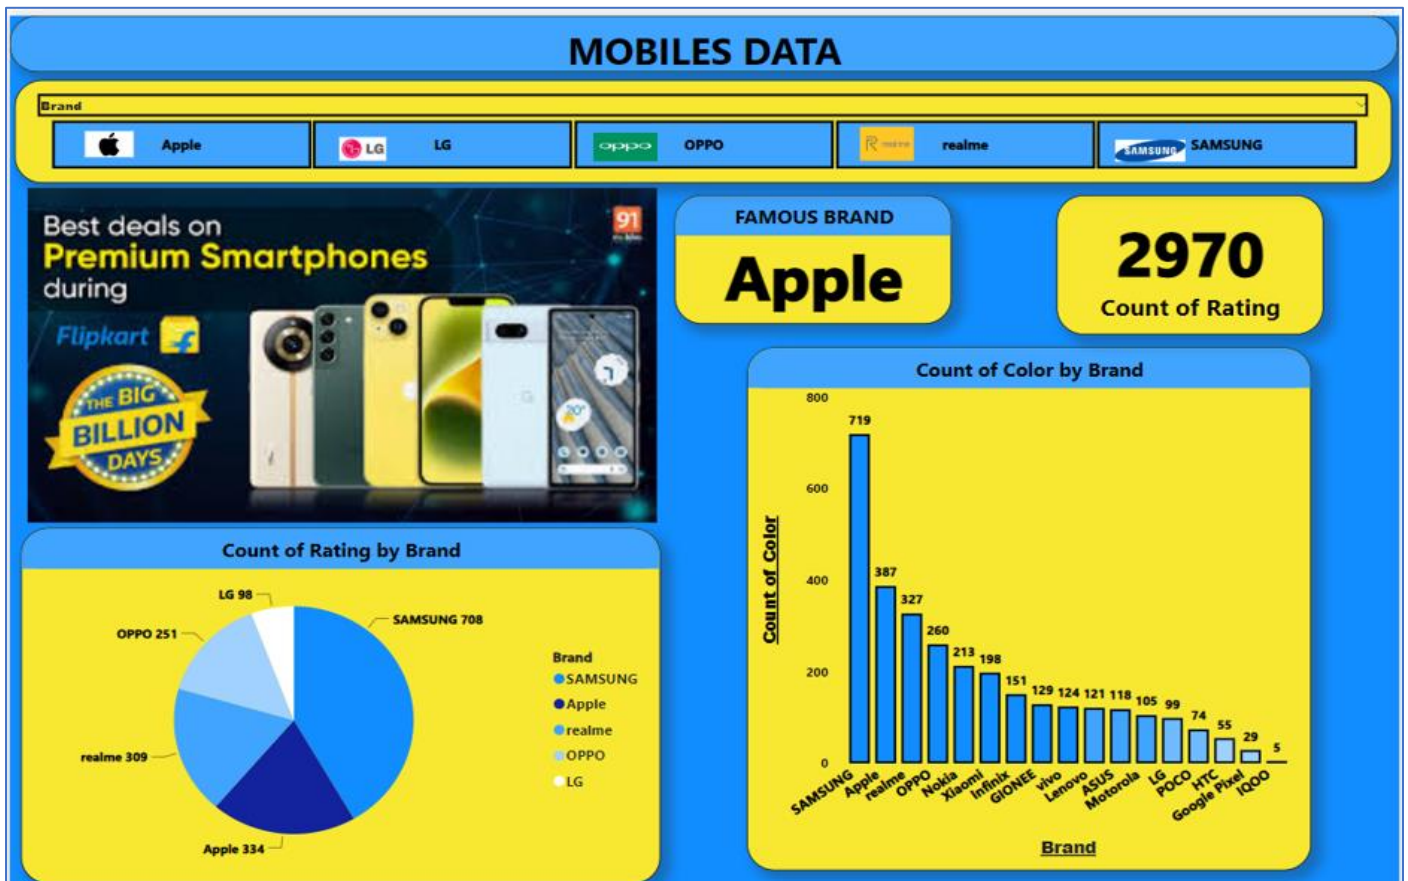 MOBILES DATA
Brand
Apple
LG LG
oppo OPPO
R realme realme
SAMSUNG SAMSUNG
Best deals on
Premium Smartphones
during
Flipkart
THE BIG
BILLION
DAYS
91
20°
FAMOUS BRAND
Apple
2970
Count of Rating
Count of Rating by Brand
LG 98
SAMSUNG 708
OPPO 251
realme 309
Apple 334
Brand
SAMSUNG
Apple
realme
OPPO
LG
Count of Color by Brand
Count of Color
800
600
400
200
0
719
387
327
260
213
198
151
129
124
121
118
105
99
74
55
29
5
SAMSUNG
Apple
realme
OPPO
Nokia
Xiaomi
Infinix
GIONEE
vivo
Lenovo
ASUS
Motorola
LG
POCO
HTC
Google Pixel
IQOO
Brand